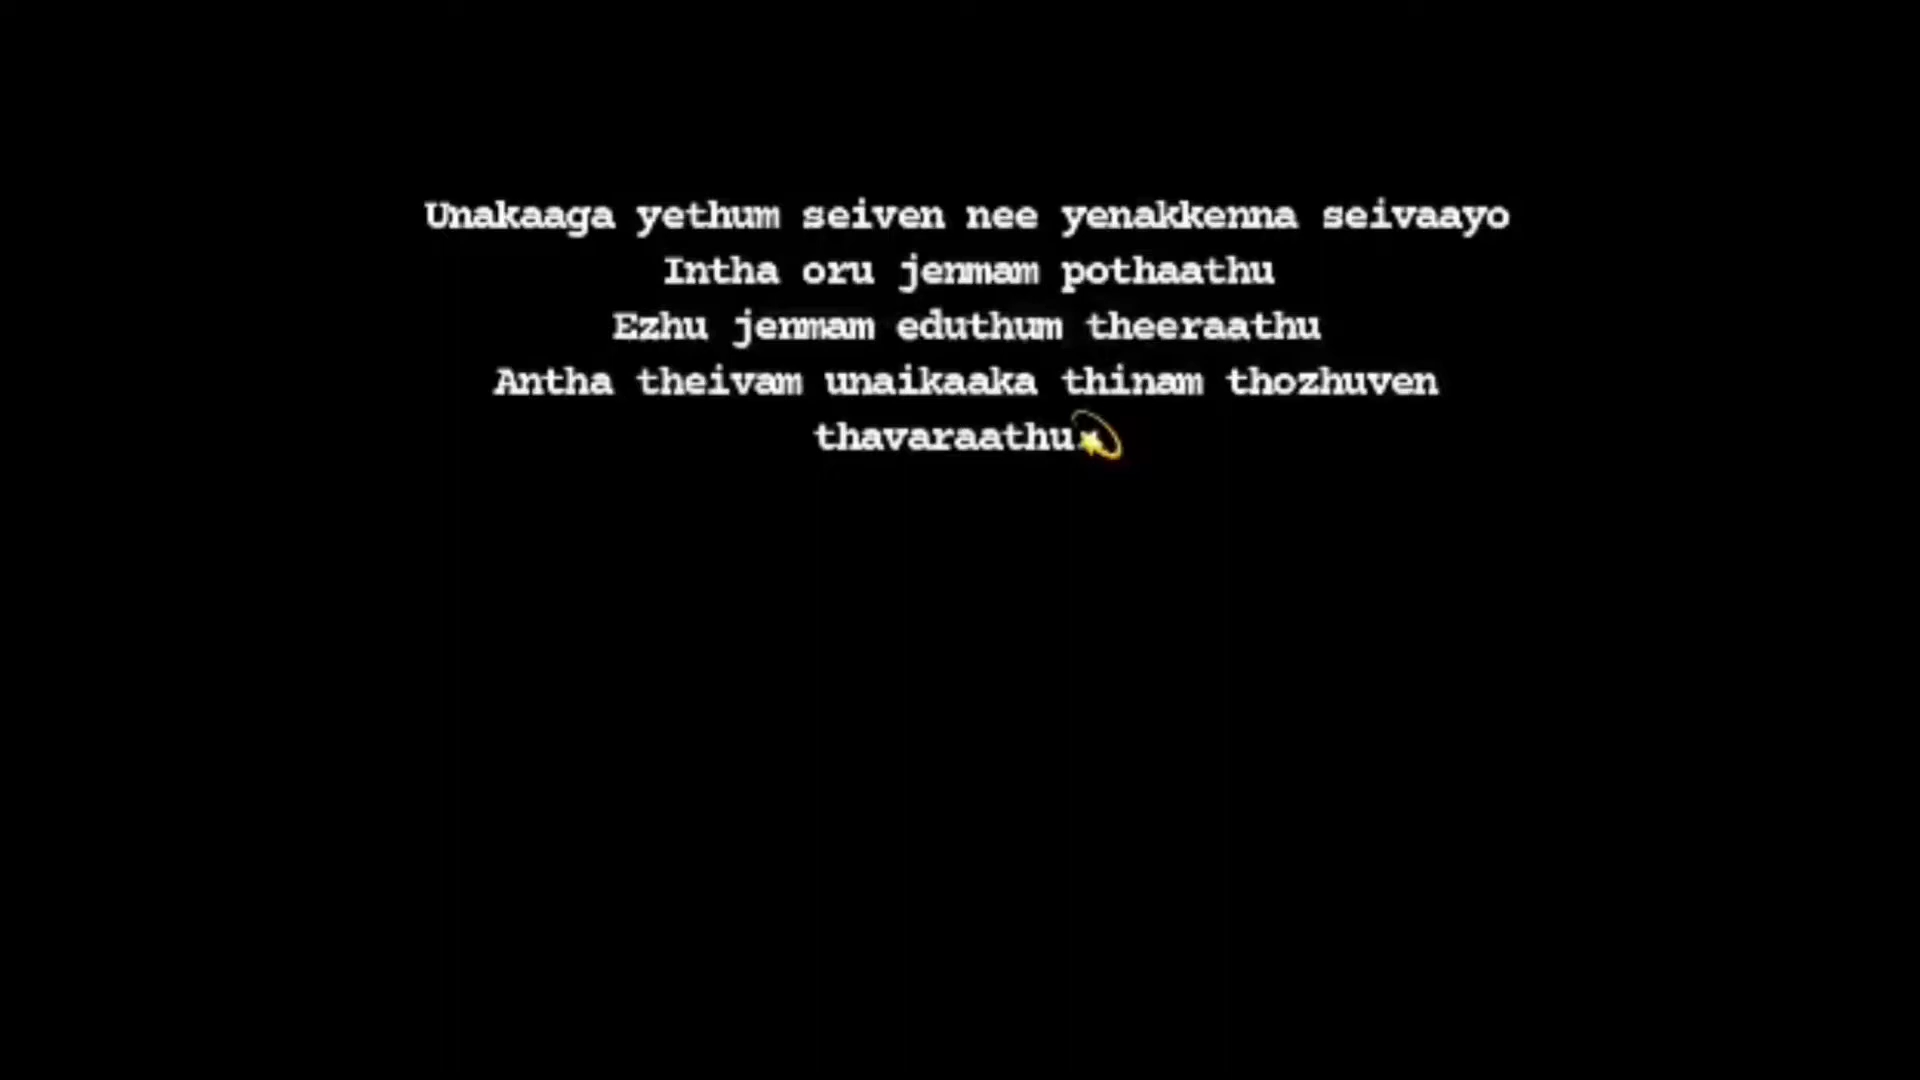 Unakaaga yethum seiven nee yenakkenna seivaayo
Intha oru jenmam pothaathu
Ezhu jenmam eduthum theeraathu
Antha theivam unaikaaka thinam thozhuven
thavaraathu💫